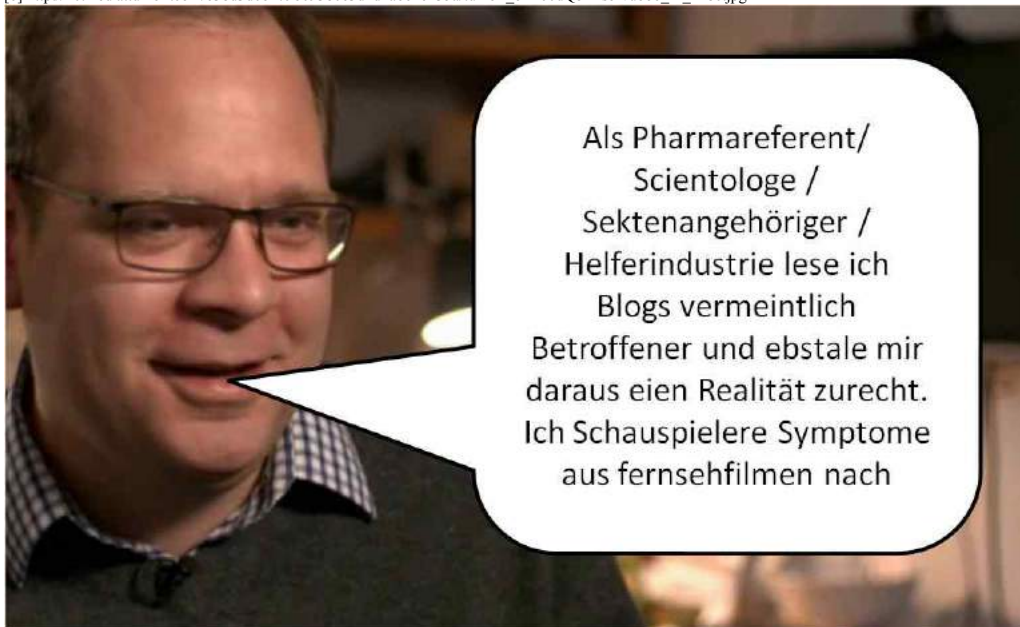 Als Pharmareferent/
Scientologe /
Sektenangehöriger /
Helferindustrie lese ich
Blogs vermeintlich
Betroffener und ebstale mir
daraus eien Realität zurecht.
Ich Schauspielere Symptome
aus fernsehfilmen nach